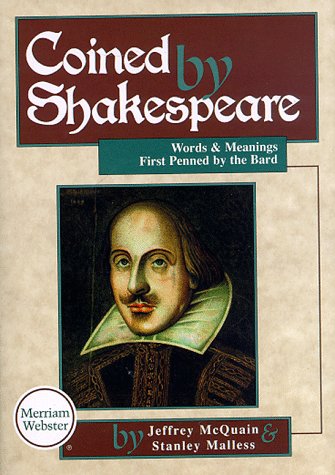 Coined by
Shakespeare
Words & Meanings
First Penned by the Bard
Merriam
Webster
®
by Jeffrey McQuain &
Stanley Malless